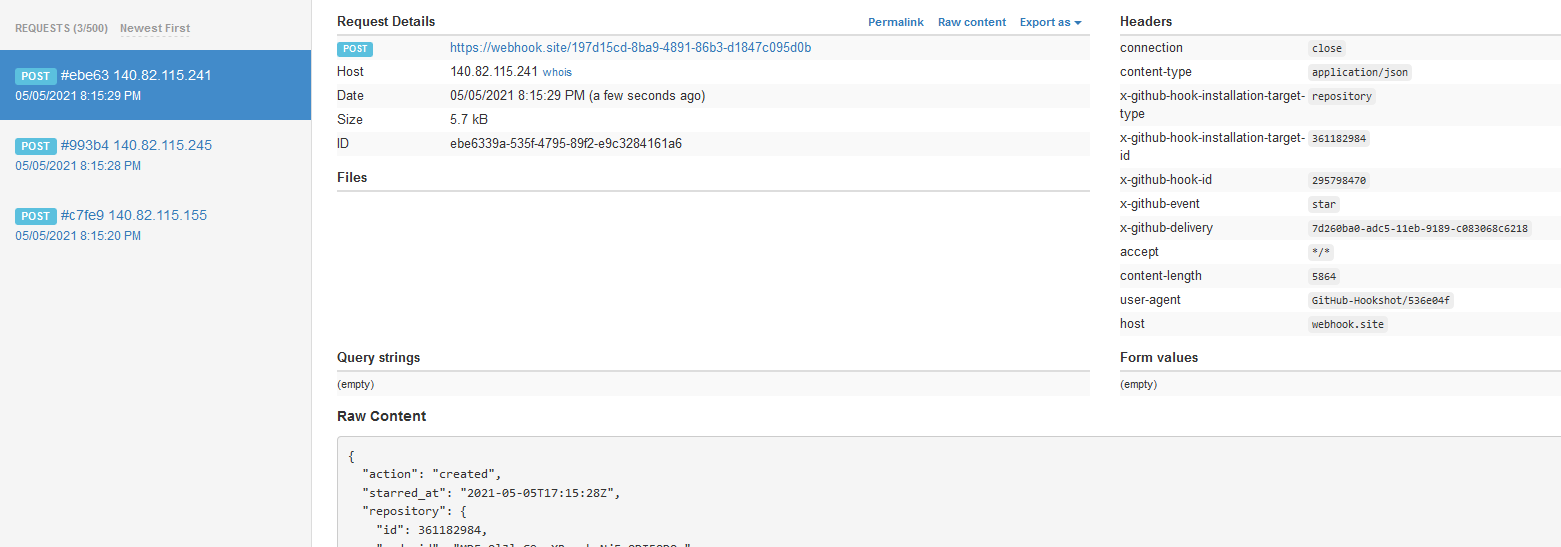 REQUESTS (3/500) Newest First
POST #ebe63 140.82.115.241
05/05/2021 8:15:29 PM
POST #993b4 140.82.115.245
05/05/2021 8:15:28 PM
POST #c7fe9 140.82.115.155
05/05/2021 8:15:20 PM
Request Details Permalink Raw content Export as
POST https://webhook.site/197d15cd-8ba9-4891-86b3-d1847c095d0b
Host 140.82.115.241 whois
Date 05/05/2021 8:15:29 PM (a few seconds ago)
Size 5.7 kB
ID ebe6339a-535f-4795-89f2-e9c3284161a6
Files
Headers
connection close
content-type application/json
x-github-hook-installation-target- repository
type
x-github-hook-installation-target- 361182984
id
x-github-hook-id 295798470
x-github-event star
x-github-delivery 7d260ba0-adc5-11eb-9189-c083068c6218
accept */*
content-length 5864
user-agent GitHub-Hookshot/536e04f
host webhook.site
Query strings
(empty)
Form values
(empty)
Raw Content
{
"action": "created",
"starred_at": "2021-05-05T17:15:28Z",
"repository": {
"id": 361182984,